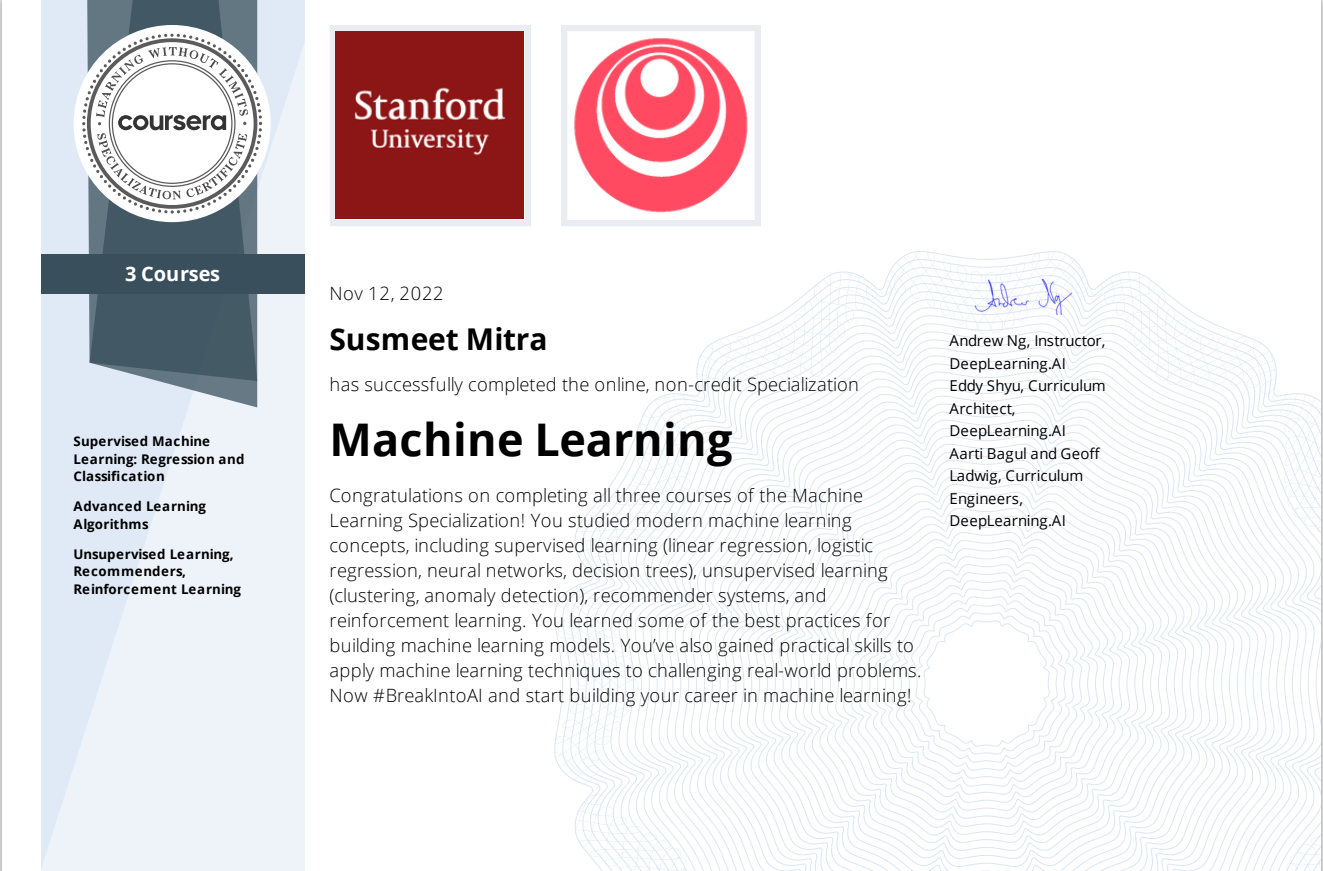 LEARNING WITHOUT LIMITS
coursera
SPECIALIZATION CERTIFICATE
3 Courses
Supervised Machine
Learning: Regression and
Classification
Advanced Learning
Algorithms
Unsupervised Learning,
Recommenders,
Reinforcement Learning
Stanford
University
Nov 12, 2022
Susmeet Mitra
has successfully completed the online, non-credit Specialization
Machine Learning
Congratulations on completing all three courses of the Machine
Learning Specialization! You studied modern machine learning
concepts, including supervised learning (linear regression, logistic
regression, neural networks, decision trees), unsupervised learning
(clustering, anomaly detection), recommender systems, and
reinforcement learning. You learned some of the best practices for
building machine learning models. You’ve also gained practical skills to
apply machine learning techniques to challenging real-world problems.
Now #BreakIntoAI and start building your career in machine learning!
Andrew Ng
Andrew Ng, Instructor,
DeepLearning.AI
Eddy Shyu, Curriculum
Architect,
DeepLearning.AI
Aarti Bagul and Geoff
Ladwig, Curriculum
Engineers,
DeepLearning.AI